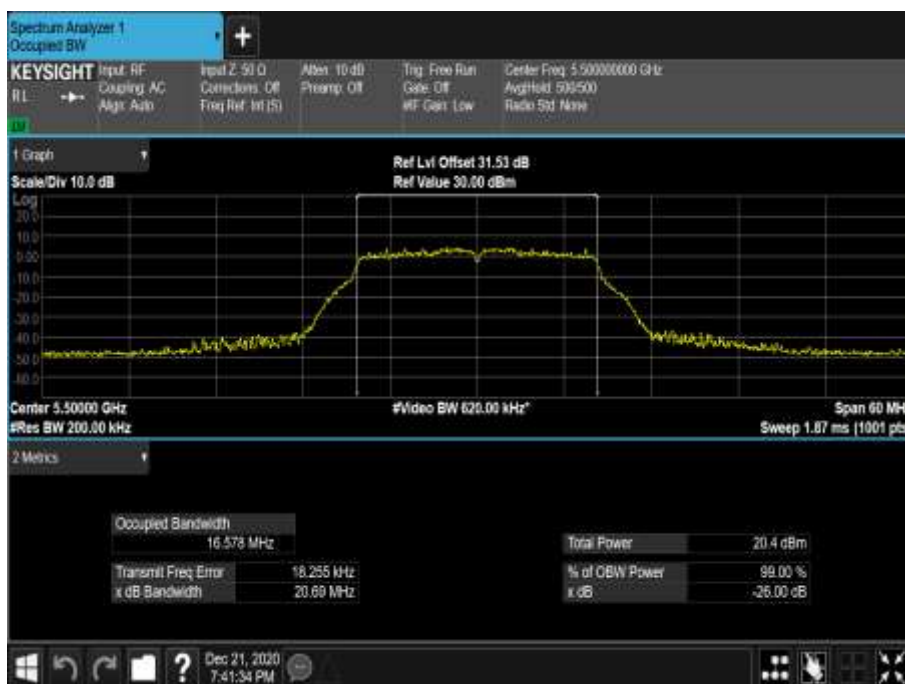 Spectrum Analyzer 1
Occupied BW
+
KEYSIGHT
RL
Input: RF
Coupling: AC
Align: Auto
Input Z: 50 Ω
Corrections: Off
Freq Ref: Int (S)
Atten: 10 dB
Preamp: Off
Trig: Free Run
Gate: Off
#IF Gain: Low
Center Freq: 5.500000000 GHz
Avg|Hold: 500/500
Radio Std: None
1 Graph
Scale/Div 10.0 dB
Ref Lvl Offset 31.53 dB
Ref Value 30.00 dBm
Log
20.0
10.0
0.00
-10.0
-20.0
-30.0
-40.0
-50.0
-60.0
Center 5.50000 GHz
#Res BW 200.00 kHz
#Video BW 620.00 kHz*
Span 60 MH
Sweep 1.87 ms (1001 pts
2 Metrics
Occupied Bandwidth
16.578 MHz
Transmit Freq Error 18.255 kHz
x dB Bandwidth 20.69 MHz
Total Power 20.4 dBm
% of OBW Power 99.00 %
x dB -26.00 dB
?
Dec 21, 2020
7:41:34 PM